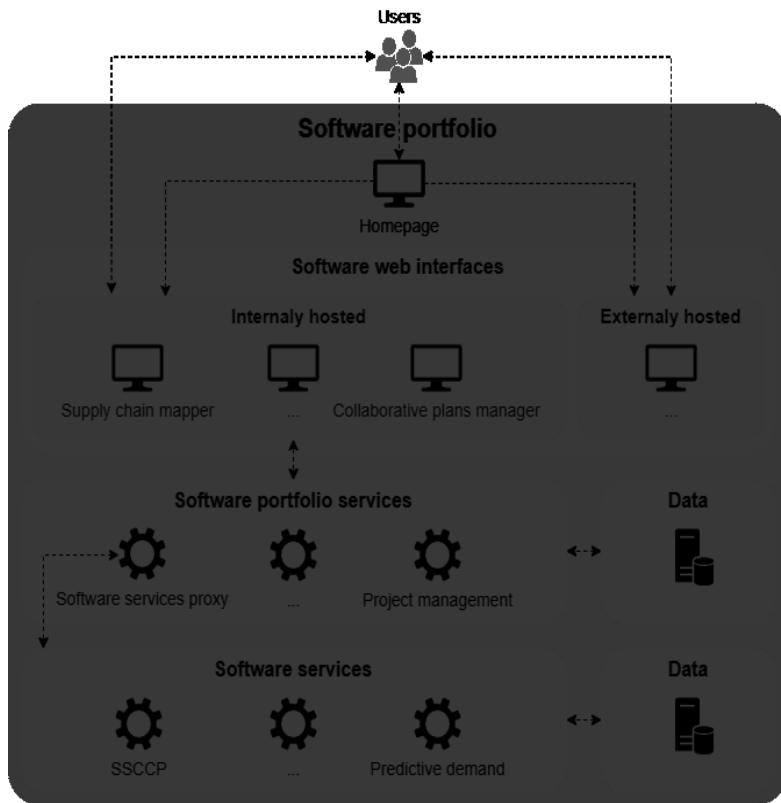 Users
Software portfolio
Homepage
Software web interfaces
Internaly hosted
Externaly hosted
Supply chain mapper
...
Collaborative plans manager
...
Software portfolio services
Data
Software services proxy
...
Project management
Software services
Data
SSCCP
...
Predictive demand